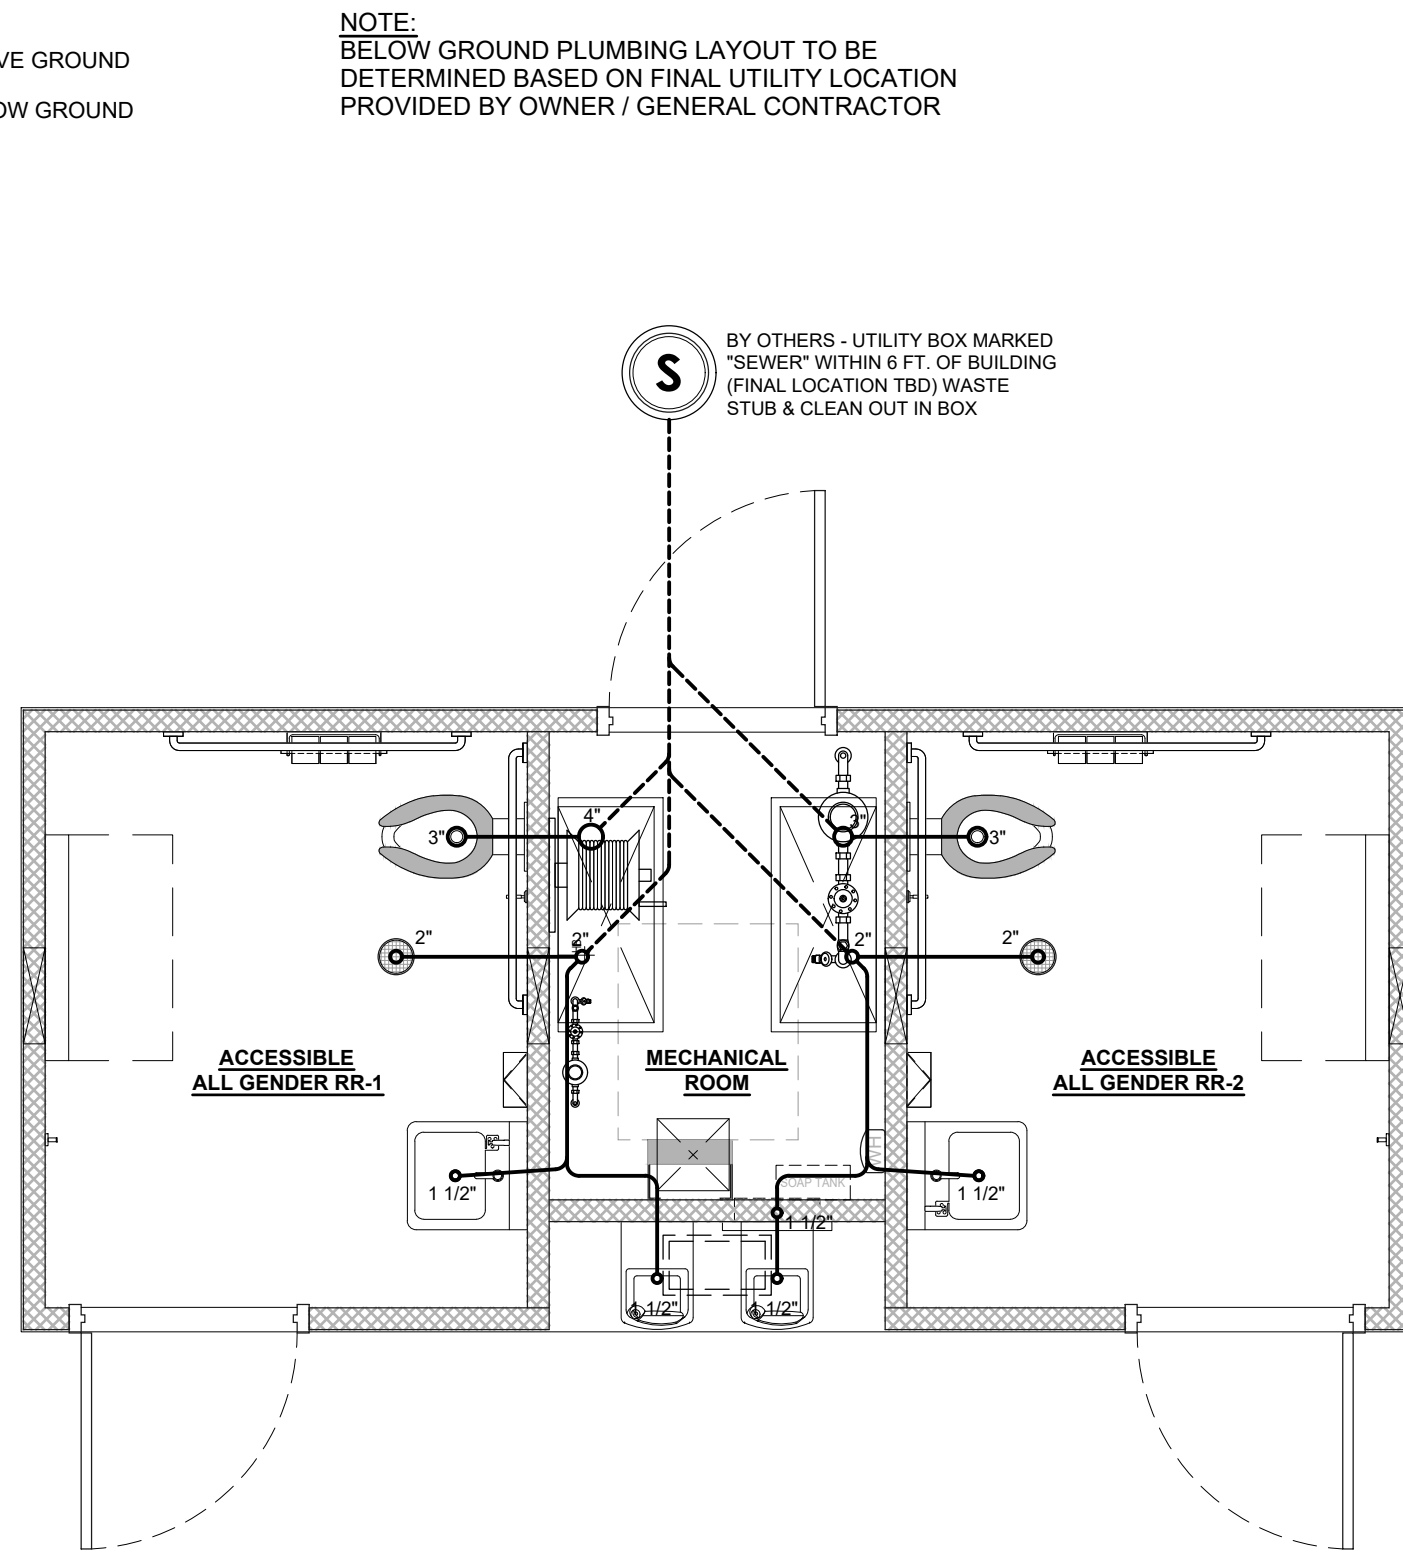 NOTE:
BELOW GROUND PLUMBING LAYOUT TO BE
DETERMINED BASED ON FINAL UTILITY LOCATION
PROVIDED BY OWNER / GENERAL CONTRACTOR
VE GROUND
OW GROUND
S
BY OTHERS - UTILITY BOX MARKED
"SEWER" WITHIN 6 FT. OF BUILDING
(FINAL LOCATION TBD) WASTE
STUB & CLEAN OUT IN BOX
4"
3"
3"
3"
2"
2"
2"
2"
ACCESSIBLE
ALL GENDER RR-1
MECHANICAL
ROOM
ACCESSIBLE
ALL GENDER RR-2
HW
SOAP TANK
1 1/2"
1 1/2"
1 1/2"
1 1/2"
1 1/2"